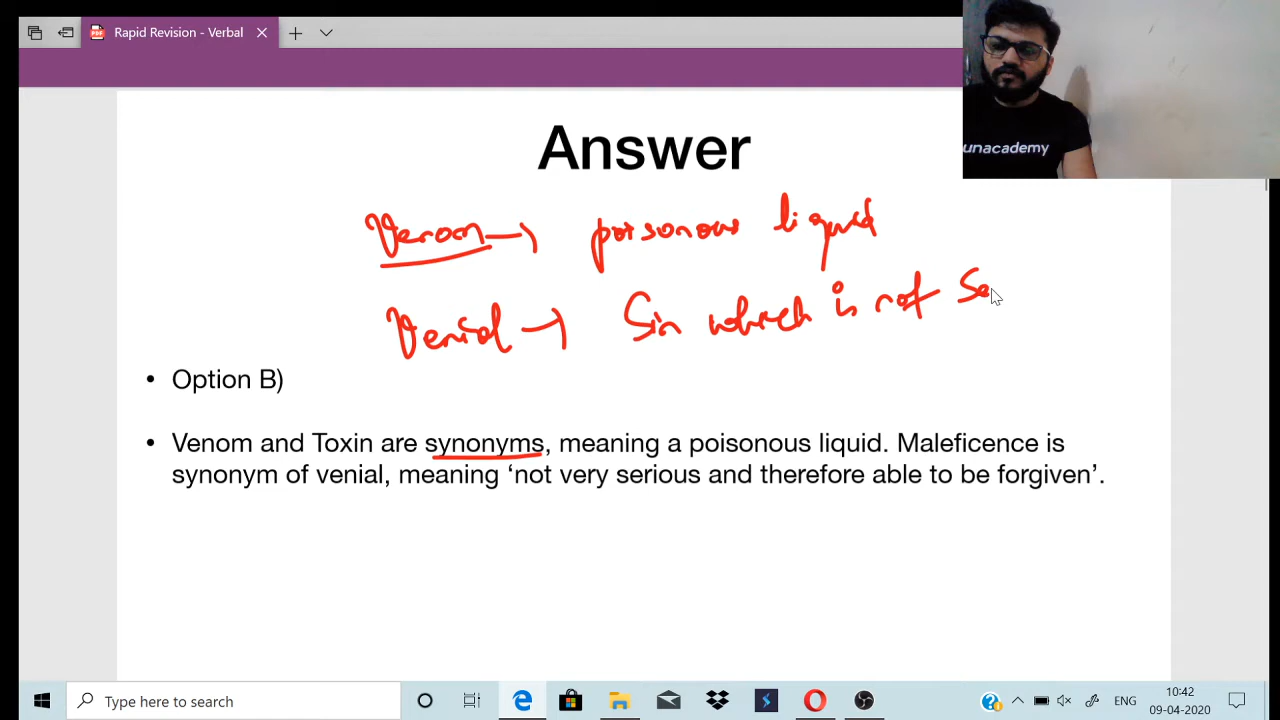 Rapid Revision - Verbal
unacademy
Answer
Venom → poisonous liquid
Venial → Sin which is not Se
• Option B)
• Venom and Toxin are synonyms, meaning a poisonous liquid. Maleficence is
synonym of venial, meaning ‘not very serious and therefore able to be forgiven’.
Type here to search
ENG
10:42
09-04-2020